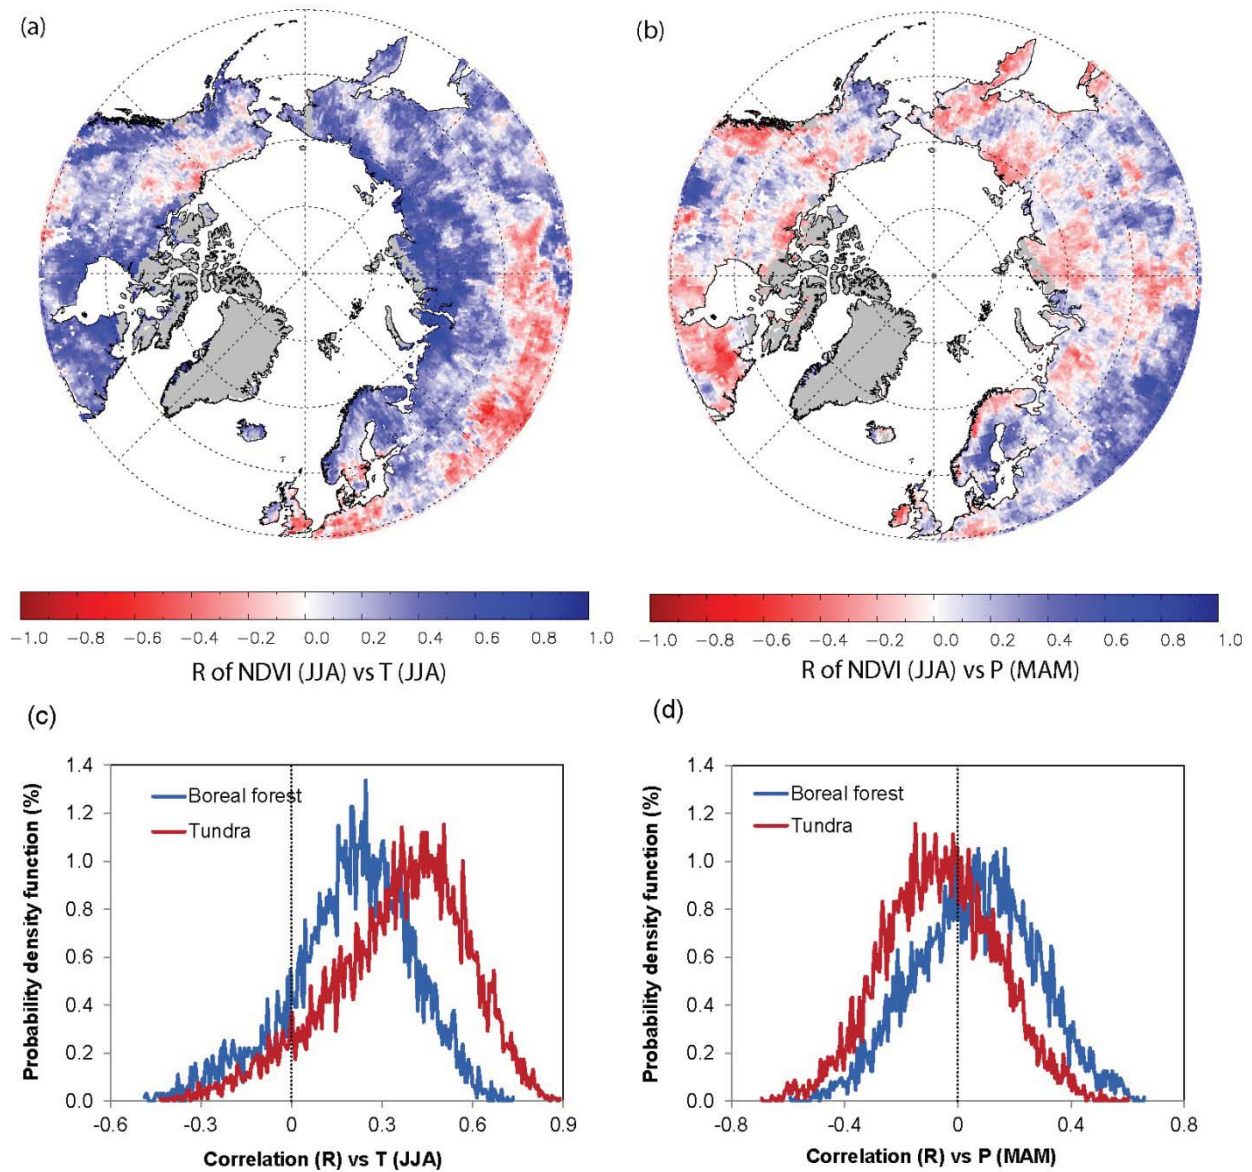 (a)
(b)
-1.0 -0.8 -0.6 -0.4 -0.2 0.0 0.2 0.4 0.6 0.8 1.0
R of NDVI (JJA) vs T (JJA)
-1.0 -0.8 -0.6 -0.4 -0.2 0.0 0.2 0.4 0.6 0.8 1.0
R of NDVI (JJA) vs P (MAM)
(c)
Probability density function (%)
1.4
1.2
1.0
0.8
0.6
0.4
0.2
0.0
Boreal forest
Tundra
-0.6 -0.3 0 0.3 0.6 0.9
Correlation (R) vs T (JJA)
(d)
Probability density function (%)
1.4
1.2
1.0
0.8
0.6
0.4
0.2
0.0
Boreal forest
Tundra
-0.8 -0.4 0 0.4 0.8
Correlation (R) vs P (MAM)